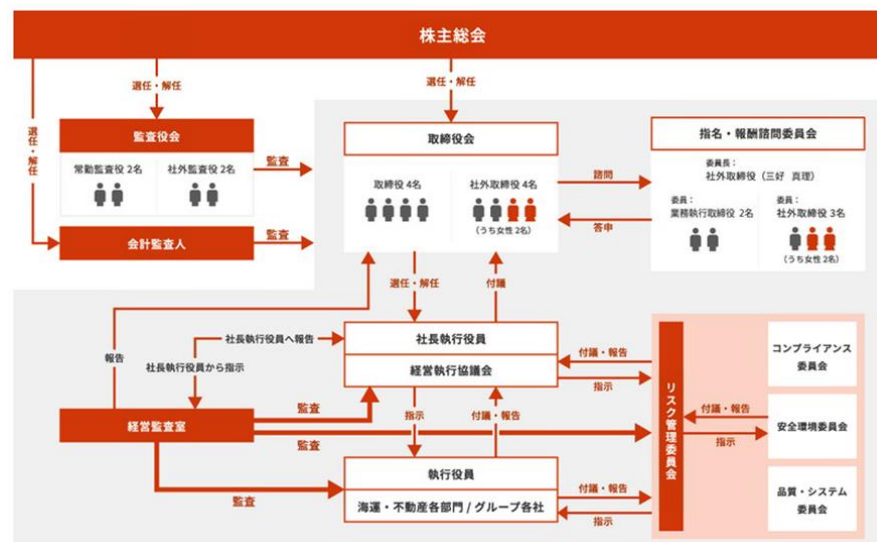 株主総会
選任・解任
選任・解任
選任・解任
監査役会
常勤監査役 2名
社外監査役 2名
監査
会計監査人
監査
取締役会
取締役 4名
社外取締役 4名
(うち女性 2名)
諮問
答申
指名・報酬諮問委員会
委員長：
社外取締役（三好 真理）
委員：
業務執行取締役 2名
委員：
社外取締役 3名
(うち女性 2名)
選任・解任
付議
報告
社長執行役員へ報告
社長執行役員から指示
社長執行役員
経営執行協議会
付議・報告
指示
経営監査室
監査
監査
監査
指示
付議・報告
執行役員
海運・不動産各部門 / グループ各社
付議・報告
指示
リスク管理委員会
付議・報告
指示
コンプライアンス
委員会
安全環境委員会
品質・システム
委員会